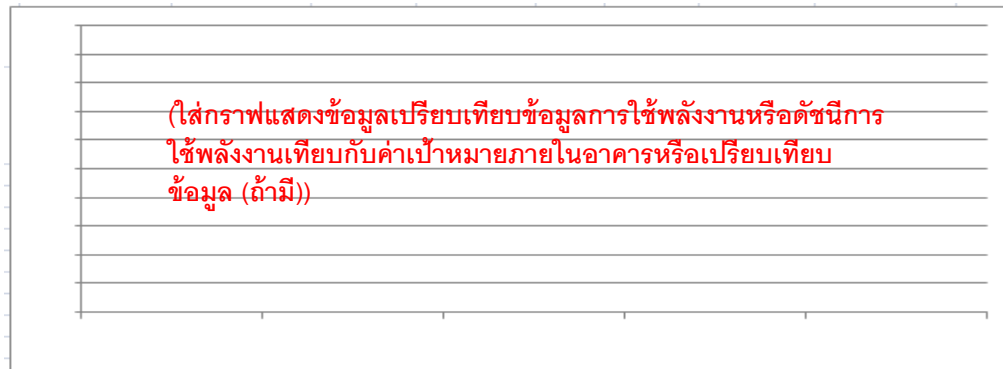 (ใส่กราฟแสดงข้อมูลเปรียบเทียบข้อมูลการใช้พลังงานหรือดัชนีการ
ใช้พลังงานเทียบกับค่าเป้าหมายภายในอาคารหรือเปรียบเทียบ
ข้อมูล (ถ้ามี))